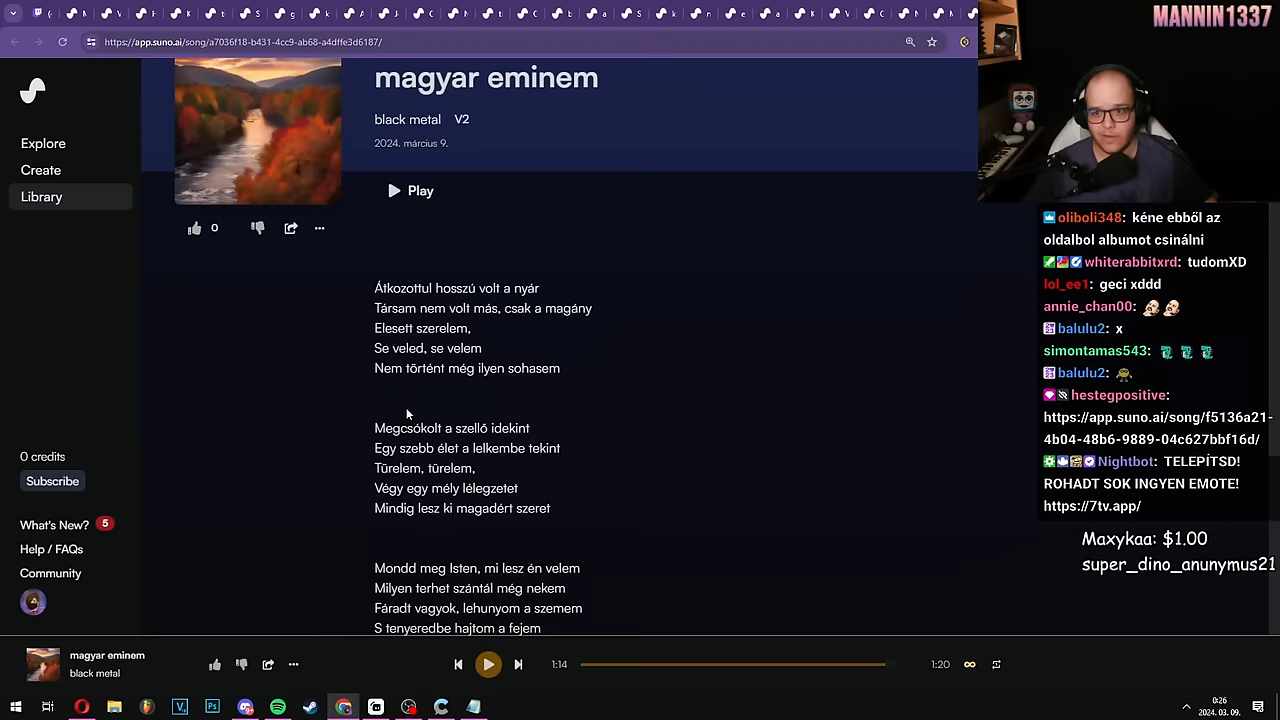 MANNIN1337
https://app.suno.ai/song/a7036f18-b431-4cc9-ab68-a4dffe3d6187/
magyar eminem
black metal V2
2024. március 9.
Play
0
Explore
Create
Library
Átkozottul hosszú volt a nyár
Társam nem volt más, csak a magány
Elesett szerelem,
Se veled, se velem
Nem történt még ilyen sohasem
Megcsókolt a szellő idekint
Egy szebb élet a lelkembe tekint
Türelem, türelem,
Végy egy mély lélegzetet
Mindig lesz ki magadért szeret
Mondd meg Isten, mi lesz én velem
Milyen terhet szántál még nekem
Fáradt vagyok, lehunyom a szemem
S tenyeredbe hajtom a fejem
0 credits
Subscribe
What's New? 5
Help / FAQs
Community
oliboli348: kéne ebből az
oldalbol albumot csinálni
whiterabbitxrd: tudomXD
lol_ee1: geci xddd
annie_chan00:
balulu2: x
simontamas543:
balulu2:
hestegpositive:
https://app.suno.ai/song/f5136a21-
4b04-48b6-9889-04c627bbf16d/
Nightbot: TELEPÍTSD!
ROHADT SOK INGYEN EMOTE!
https://7tv.app/
Maxykaa: $1.00
super_dino_anunymus21
magyar eminem
black metal
1:14
1:20
0:26
2024. 03. 09.